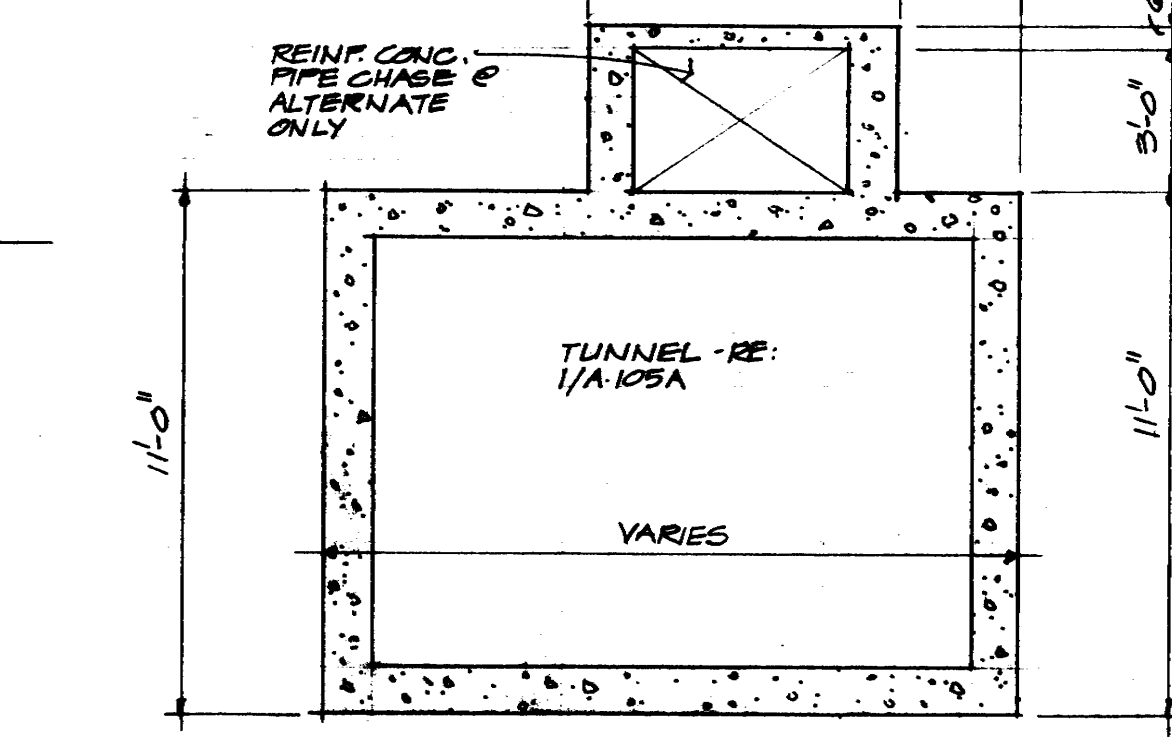 REINF. CONC.
PIPE CHASE @
ALTERNATE
ONLY
3'-0"
11'-0"
TUNNEL - RE:
1/A-105A
11'-0"
VARIES